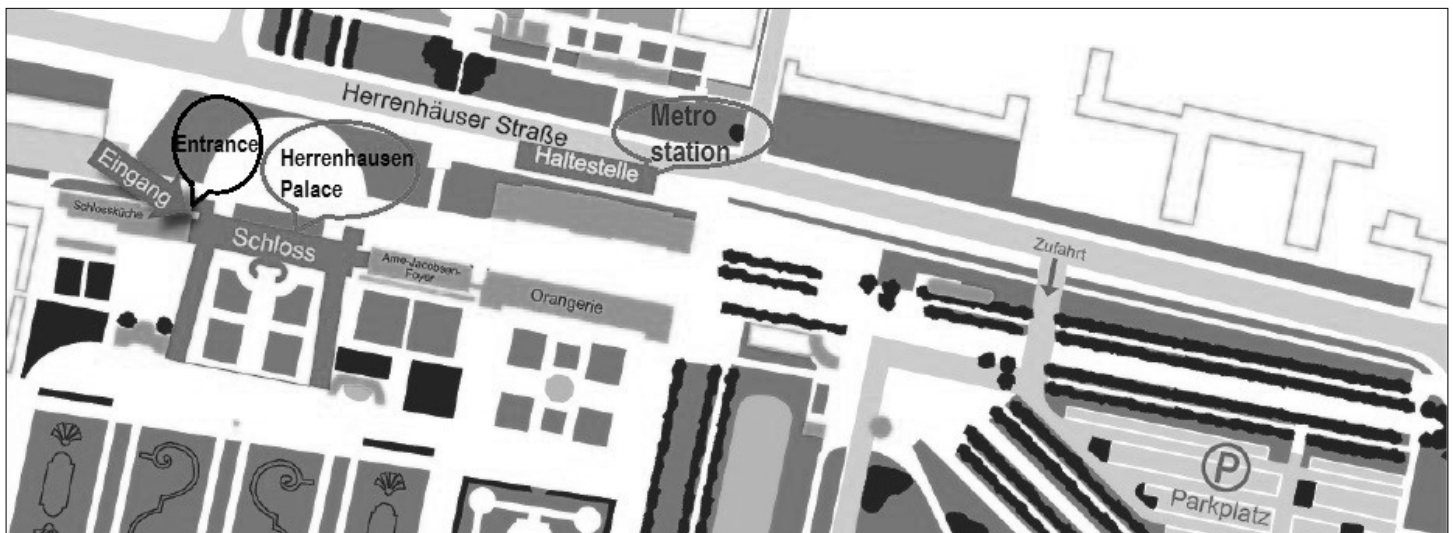 Herrenhäuser Straße
Metro
station
Haltestelle
Entrance
Herrenhausen
Palace
Eingang
Schlossküche
Schloss
Arne-Jacobsen-
Foyer
Orangerie
Zufahrt
P
Parkplatz